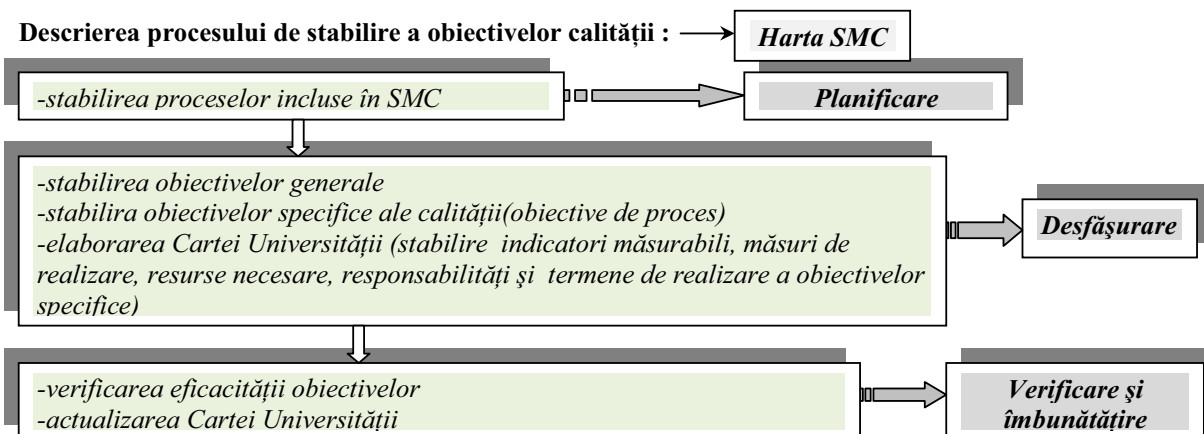 Descrierea procesului de stabilire a obiectivelor calității :
Harta SMC
-stabilirea proceselor incluse în SMC
Planificare
-stabilirea obiectivelor generale
-stabilira obiectivelor specifice ale calității(obiective de proces)
-elaborarea Cartei Universității (stabilire indicatori măsurabili, măsuri de
realizare, resurse necesare, responsabilități şi termene de realizare a obiectivelor
specifice)
Desfăşurare
-verificarea eficacității obiectivelor
-actualizarea Cartei Universității
Verificare şi
îmbunătățire